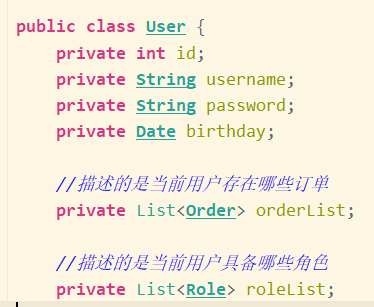 public class User {
private int id;
private String username;
private String password;
private Date birthday;
//描述的是当前用户存在哪些订单
private List<Order> orderList;
//描述的是当前用户具备哪些角色
private List<Role> roleList;